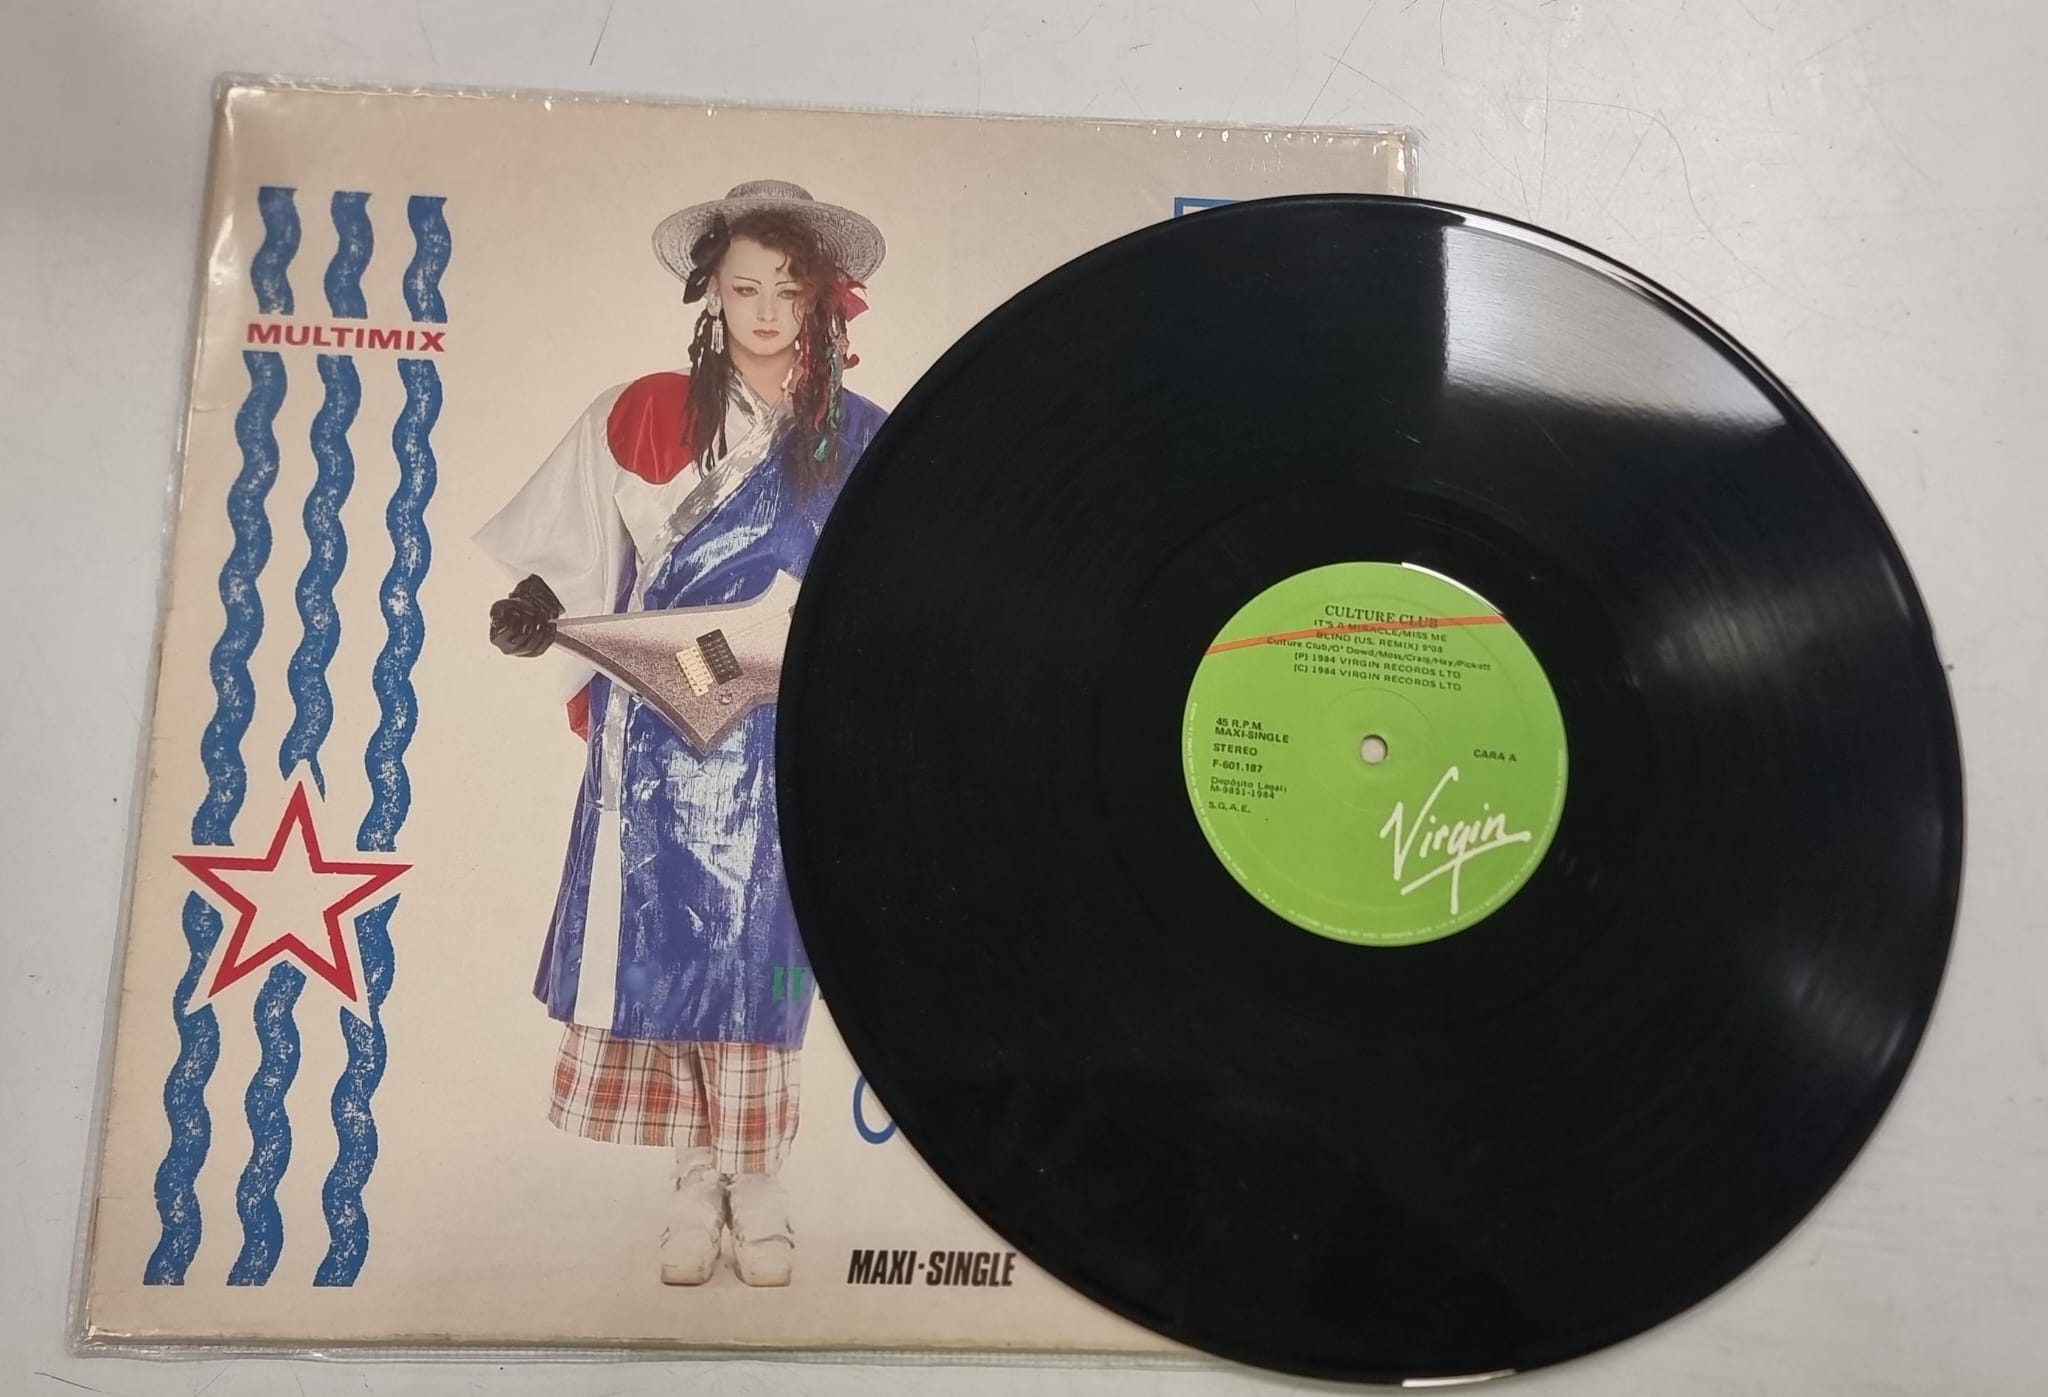 MULTIMIX
IT
MAXI·SINGLE
CULTURE CLUB
IT'S A MIRACLE/MISS ME
BLIND (US. REMIX) 9'08
Culture Club/O' Dowd/Moss/Craig/Hay/Pickett
(P) 1984 VIRGIN RECORDS LTD
(C) 1984 VIRGIN RECORDS LTD
45 R.P.M.
MAXI-SINGLE
STEREO
F-601.187
Depósito Legal:
M-9851-1984
S.G.A.E.
CARA A
Virgin